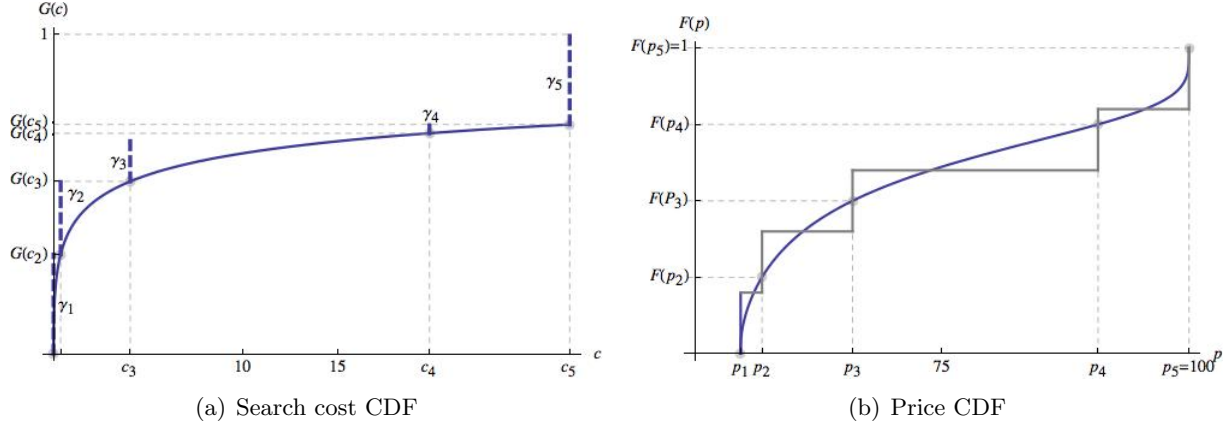 G(c)
1
γ5
γ4
G(c5)
G(c4)
γ3
G(c3)
γ2
G(c2)
γ1
c3
10
15
c4
c5
c
(a) Search cost CDF
F(p)
F(p5)=1
F(p4)
F(P3)
F(p2)
p1
p2
p3
75
p4
p5=100
p
(b) Price CDF